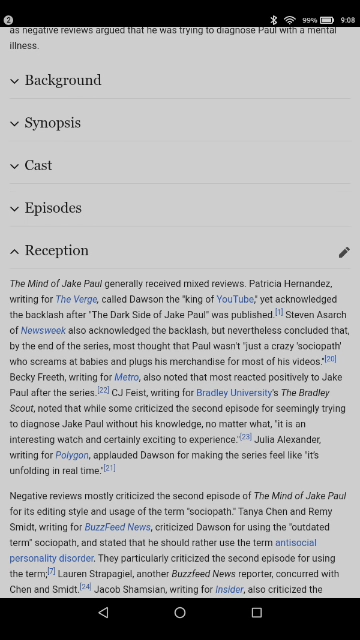 2 99% 9:08
as negative reviews argued that he was trying to diagnose Paul with a mental
illness.
Background
Synopsis
Cast
Episodes
Reception
The Mind of Jake Paul generally received mixed reviews. Patricia Hernandez,
writing for The Verge, called Dawson the "king of YouTube," yet acknowledged
the backlash after "The Dark Side of Jake Paul" was published.[1] Steven Asarch
of Newsweek also acknowledged the backlash, but nevertheless concluded that,
by the end of the series, most thought that Paul wasn't "just a crazy 'sociopath'
who screams at babies and plugs his merchandise for most of his videos."[20]
Becky Freeth, writing for Metro, also noted that most reacted positively to Jake
Paul after the series.[22] CJ Feist, writing for Bradley University's The Bradley
Scout, noted that while some criticized the second episode for seemingly trying
to diagnose Jake Paul without his knowledge, no matter what, "it is an
interesting watch and certainly exciting to experience."[23] Julia Alexander,
writing for Polygon, applauded Dawson for making the series feel like "it's
unfolding in real time."[21]
Negative reviews mostly criticized the second episode of The Mind of Jake Paul
for its editing style and usage of the term "sociopath." Tanya Chen and Remy
Smidt, writing for BuzzFeed News, criticized Dawson for using the "outdated
term" sociopath, and stated that he should rather use the term antisocial
personality disorder. They particularly criticized the second episode for using
the term;[7] Lauren Strapagiel, another Buzzfeed News reporter, concurred with
Chen and Smidt.[24] Jacob Shamsian, writing for Insider, also criticized the